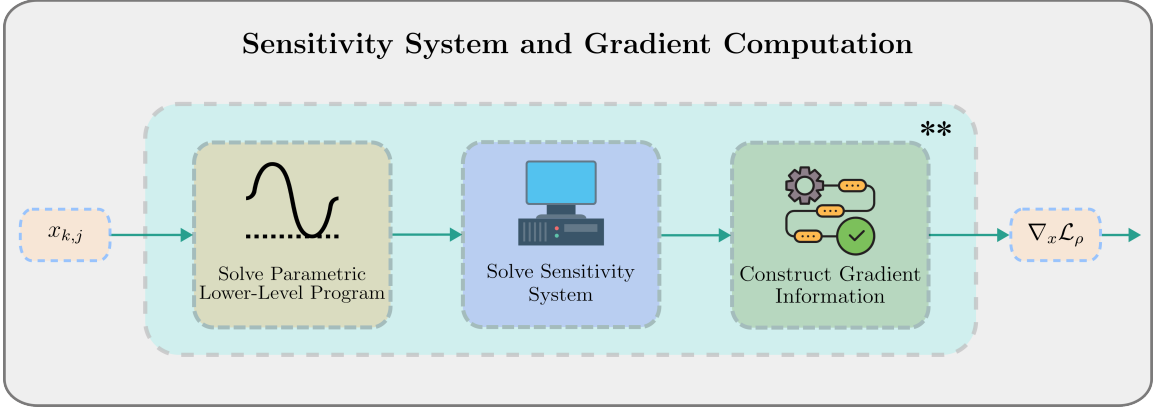 Sensitivity System and Gradient Computation
**
x_{k,j}
Solve Parametric
Lower-Level Program
Solve Sensitivity
System
Construct Gradient
Information
∇_x ℒ_ρ